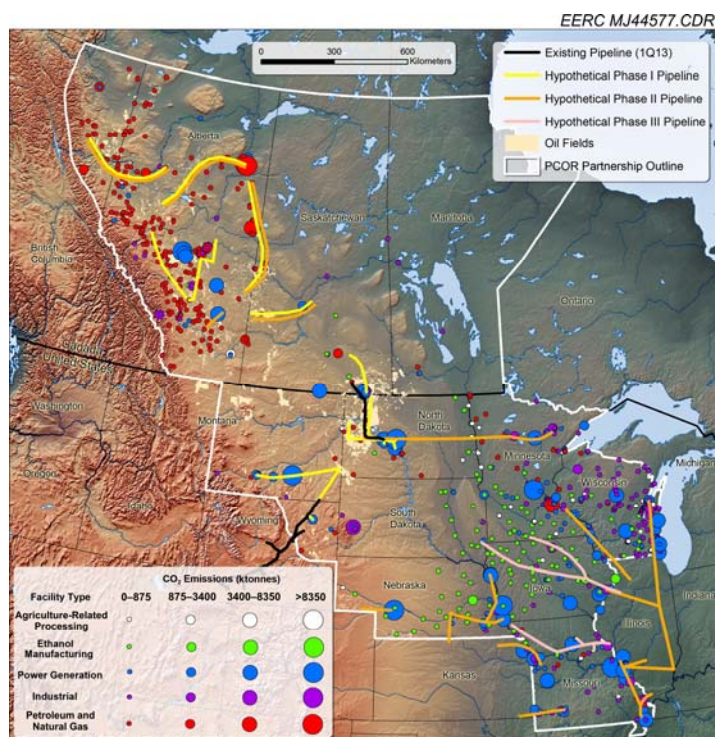 EERC MJ44577.CDR
0 300 600
Kilometers
Existing Pipeline (1Q13)
Hypothetical Phase I Pipeline
Hypothetical Phase II Pipeline
Hypothetical Phase III Pipeline
Oil Fields
PCOR Partnership Outline
Alberta
Saskatchewan
Manitoba
British
Columbia
Ontario
Canada
United States
Washington
Montana
North
Dakota
Minnesota
Michigan
Wisconsin
Oregon
Idaho
Wyoming
South
Dakota
Nebraska
Iowa
Illinois
Indiana
Kansas
Missouri
CO₂ Emissions (ktonnes)
Facility Type 0–875 875–3400 3400–8350 >8350
Agriculture-Related
Processing
Ethanol
Manufacturing
Power Generation
Industrial
Petroleum and
Natural Gas